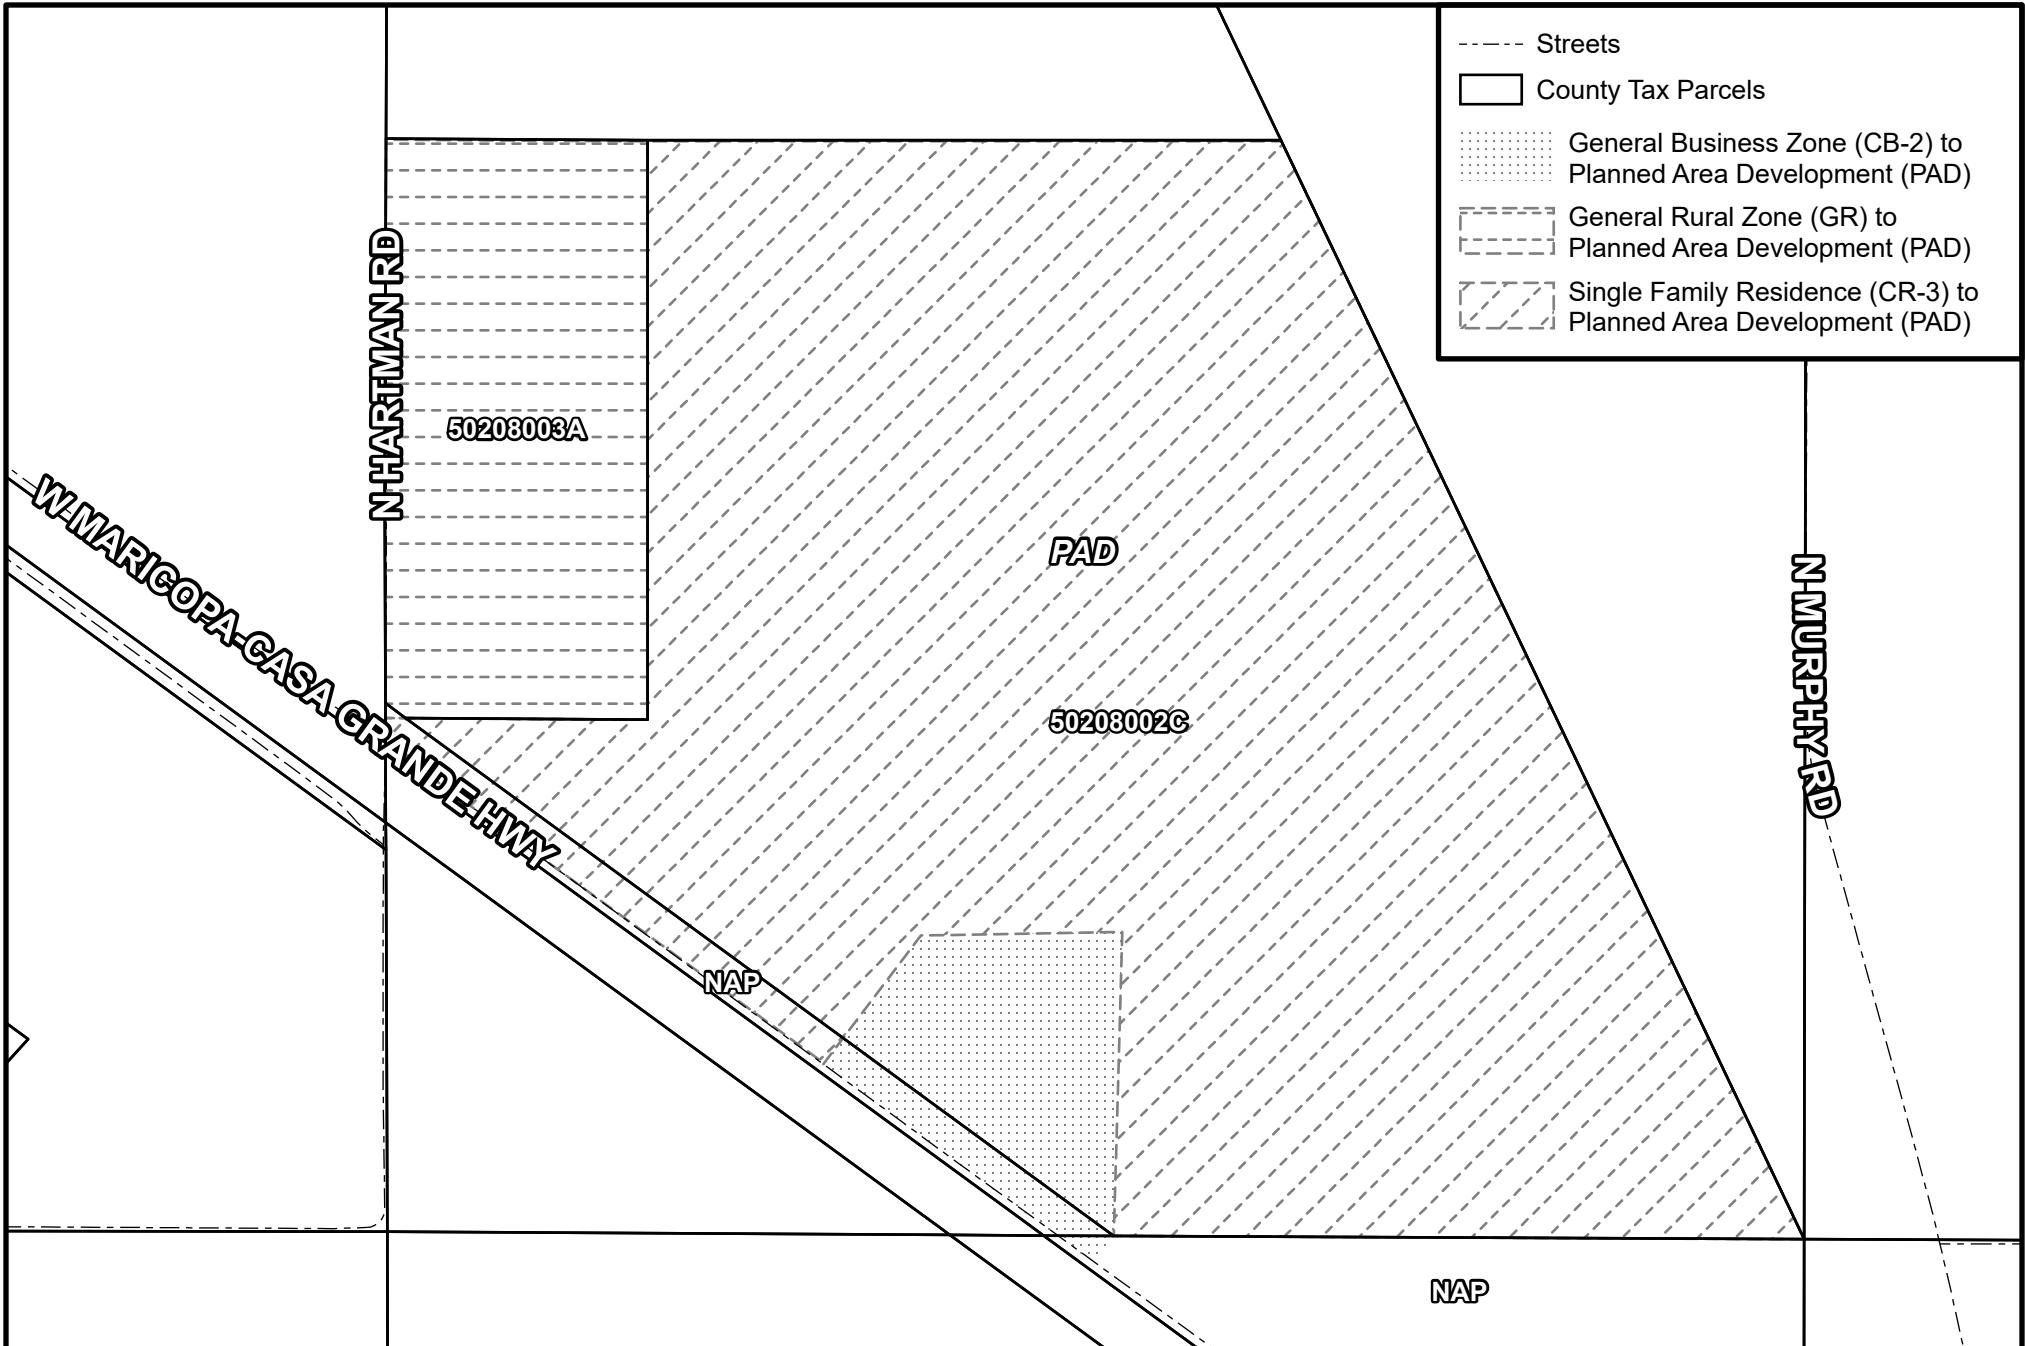 Streets
County Tax Parcels
General Business Zone (CB-2) to
Planned Area Development (PAD)
General Rural Zone (GR) to
Planned Area Development (PAD)
Single Family Residence (CR-3) to
Planned Area Development (PAD)
N HARTMAN RD
50208003A
W MARICOPA-CASA GRANDE HWY
PAD
50208002C
N MURPHY RD
NAP
NAP